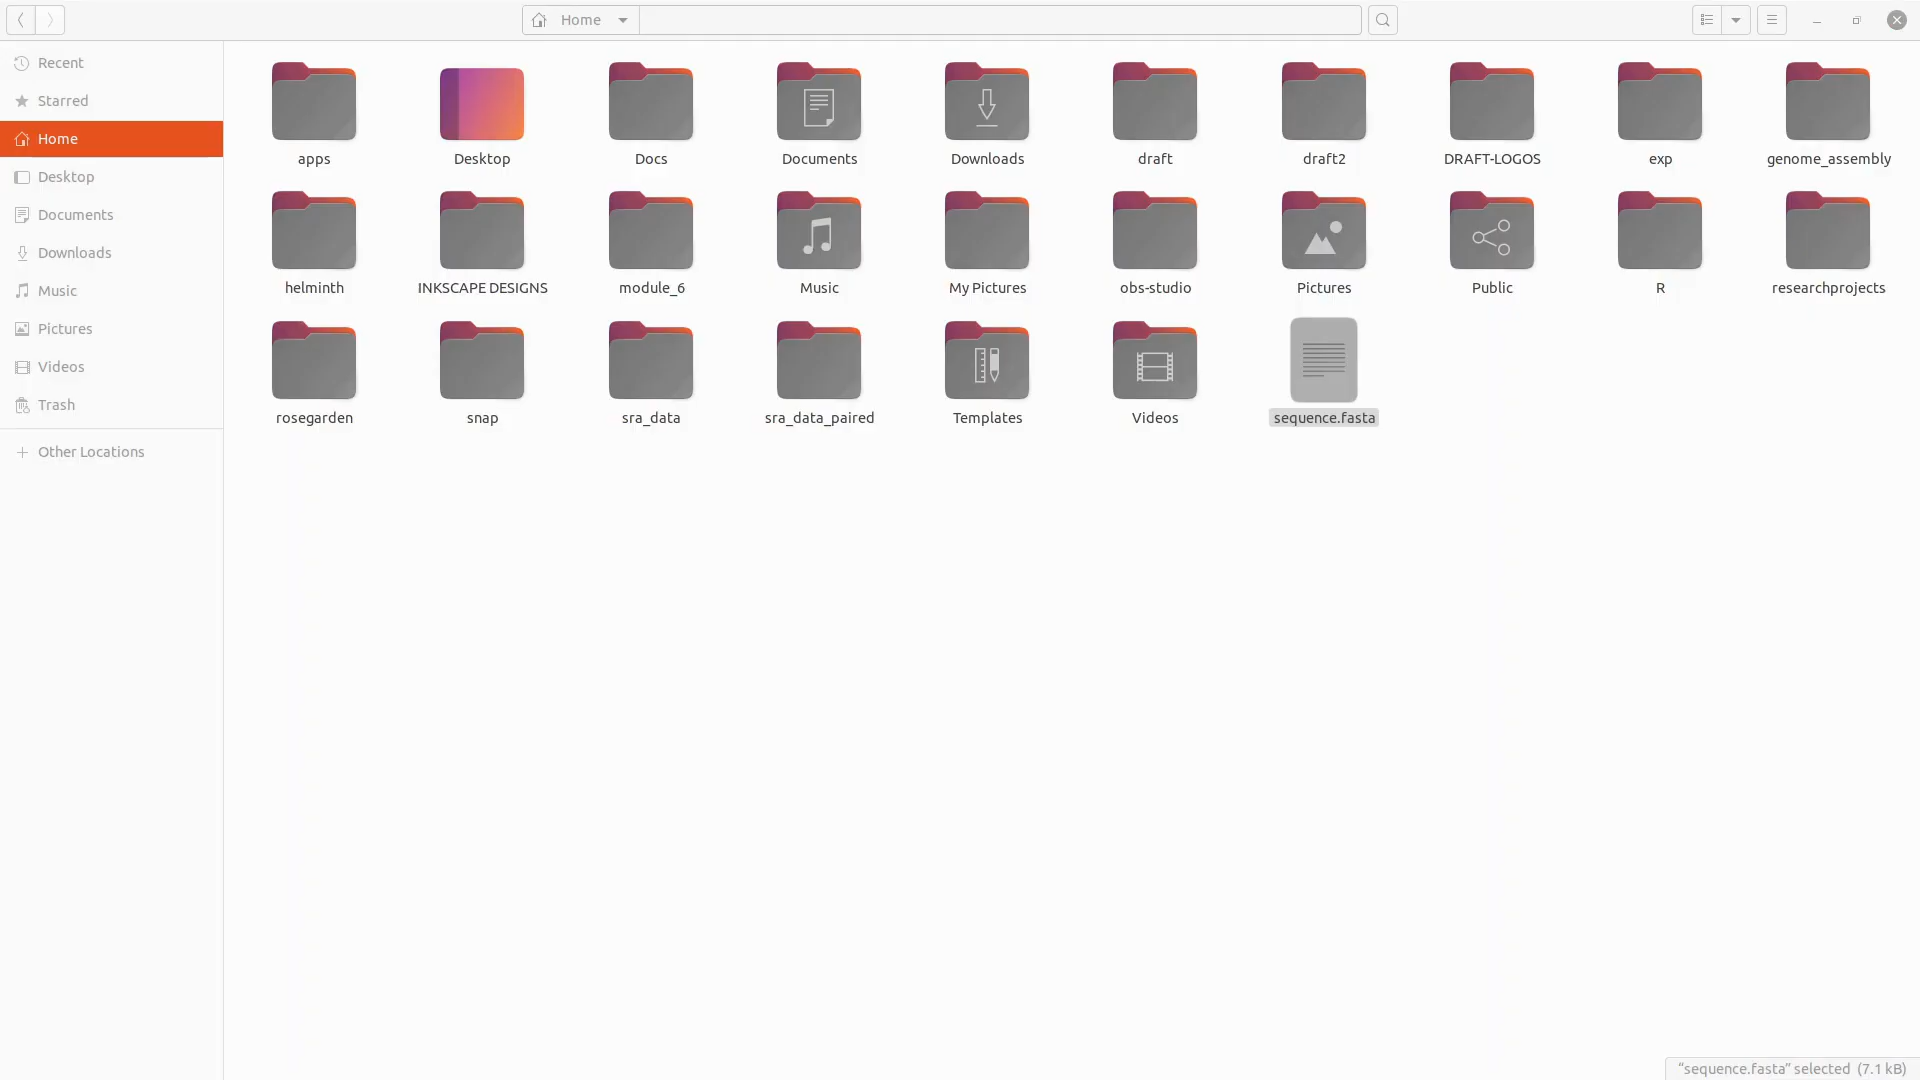 Home
Recent
Starred
Home
Desktop
Documents
Downloads
Music
Pictures
Videos
Trash
Other Locations
apps
Desktop
Docs
Documents
Downloads
draft
draft2
DRAFT-LOGOS
exp
genome_assembly
helminth
INKSCAPE DESIGNS
module_6
Music
My Pictures
obs-studio
Pictures
Public
R
researchprojects
rosegarden
snap
sra_data
sra_data_paired
Templates
Videos
sequence.fasta
“sequence.fasta” selected (7.1 kB)